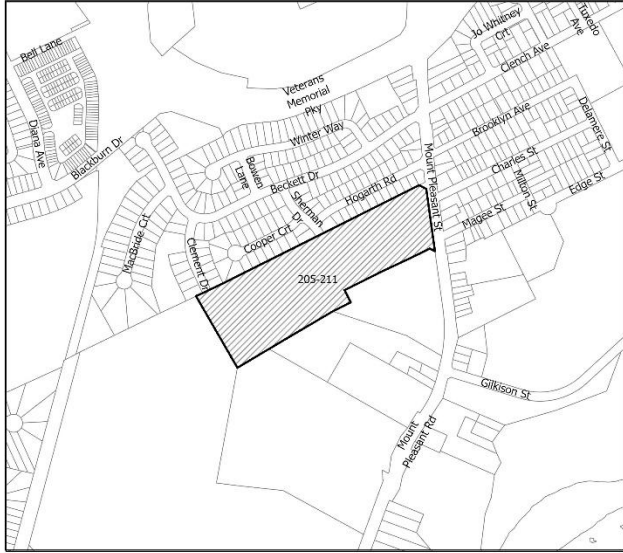 Bell Lane
Diana Ave
Blackburn Dr
Veterans
Memorial
Pky
Jo Whitney
Crt
Tuxedo
Ave
Clench Ave
Winter Way
Bowen
Lane
Beckett Dr
Brooklyn Ave
Delamere St
Mount Pleasant St
Charles St
Milton St
Edge St
Magee St
Hogarth Rd
Sherman
Dr
Cooper Crt
Clement Dr
MacBride Crt
205-211
Gilkison St
Mount
Pleasant Rd